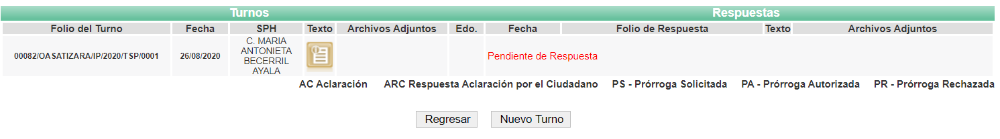 Turnos Respuestas
Folio del Turno Fecha SPH Texto Archivos Adjuntos Edo. Fecha Folio de Respuesta Texto Archivos Adjuntos
00082/OASATIZARA/IP/2020/TSP/0001 26/08/2020 C. MARIA
ANTONIETA
BECERRIL
AYALA
Pendiente de Respuesta
AC Aclaración ARC Respuesta Aclaración por el Ciudadano PS - Prórroga Solicitada PA - Prórroga Autorizada PR - Prórroga Rechazada
Regresar Nuevo Turno